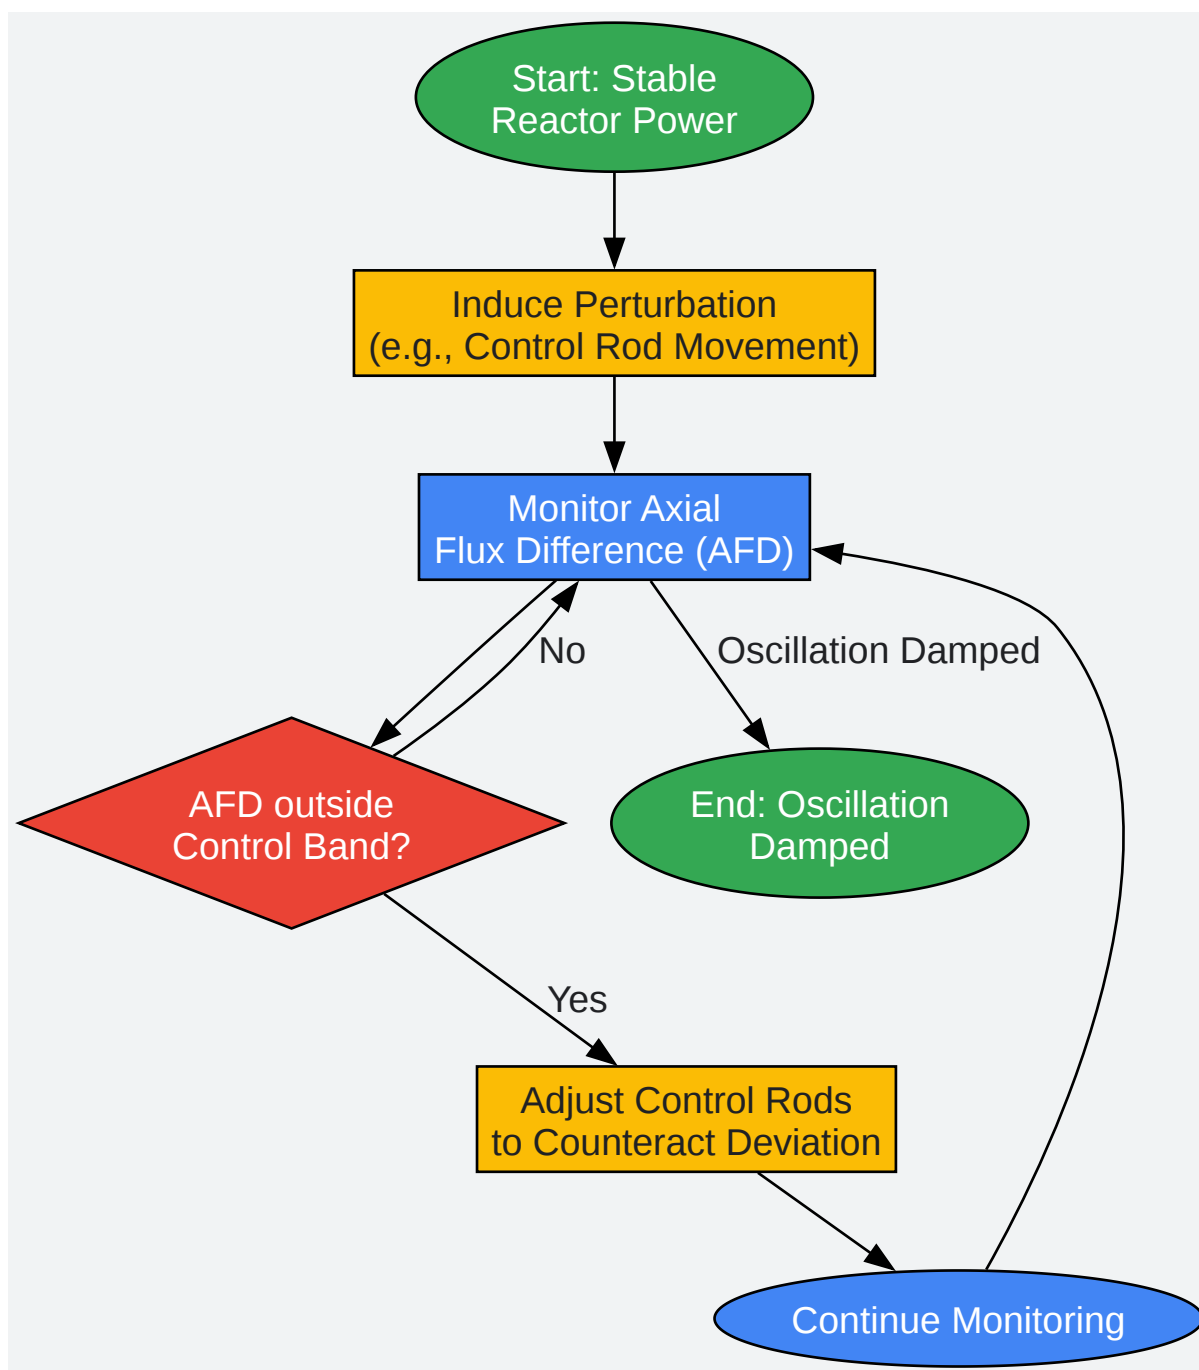 Start: Stable
Reactor Power
Induce Perturbation
(e.g., Control Rod Movement)
Monitor Axial
Flux Difference (AFD)
No
Oscillation Damped
AFD outside
Control Band?
End: Oscillation
Damped
Yes
Adjust Control Rods
to Counteract Deviation
Continue Monitoring